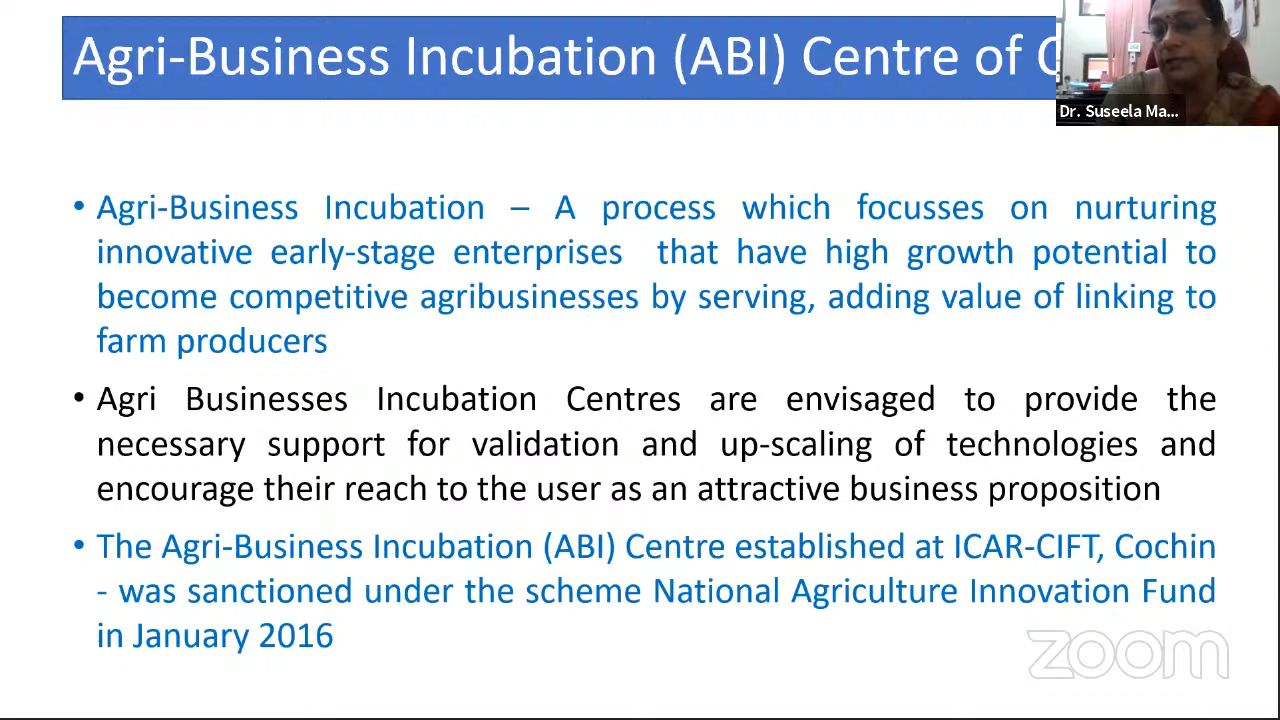 Agri-Business Incubation (ABI) Centre of
Dr. Suseela Ma...
• Agri-Business Incubation – A process which focusses on nurturing
innovative early-stage enterprises that have high growth potential to
become competitive agribusinesses by serving, adding value of linking to
farm producers
• Agri Businesses Incubation Centres are envisaged to provide the
necessary support for validation and up-scaling of technologies and
encourage their reach to the user as an attractive business proposition
• The Agri-Business Incubation (ABI) Centre established at ICAR-CIFT, Cochin
- was sanctioned under the scheme National Agriculture Innovation Fund
in January 2016
zoom